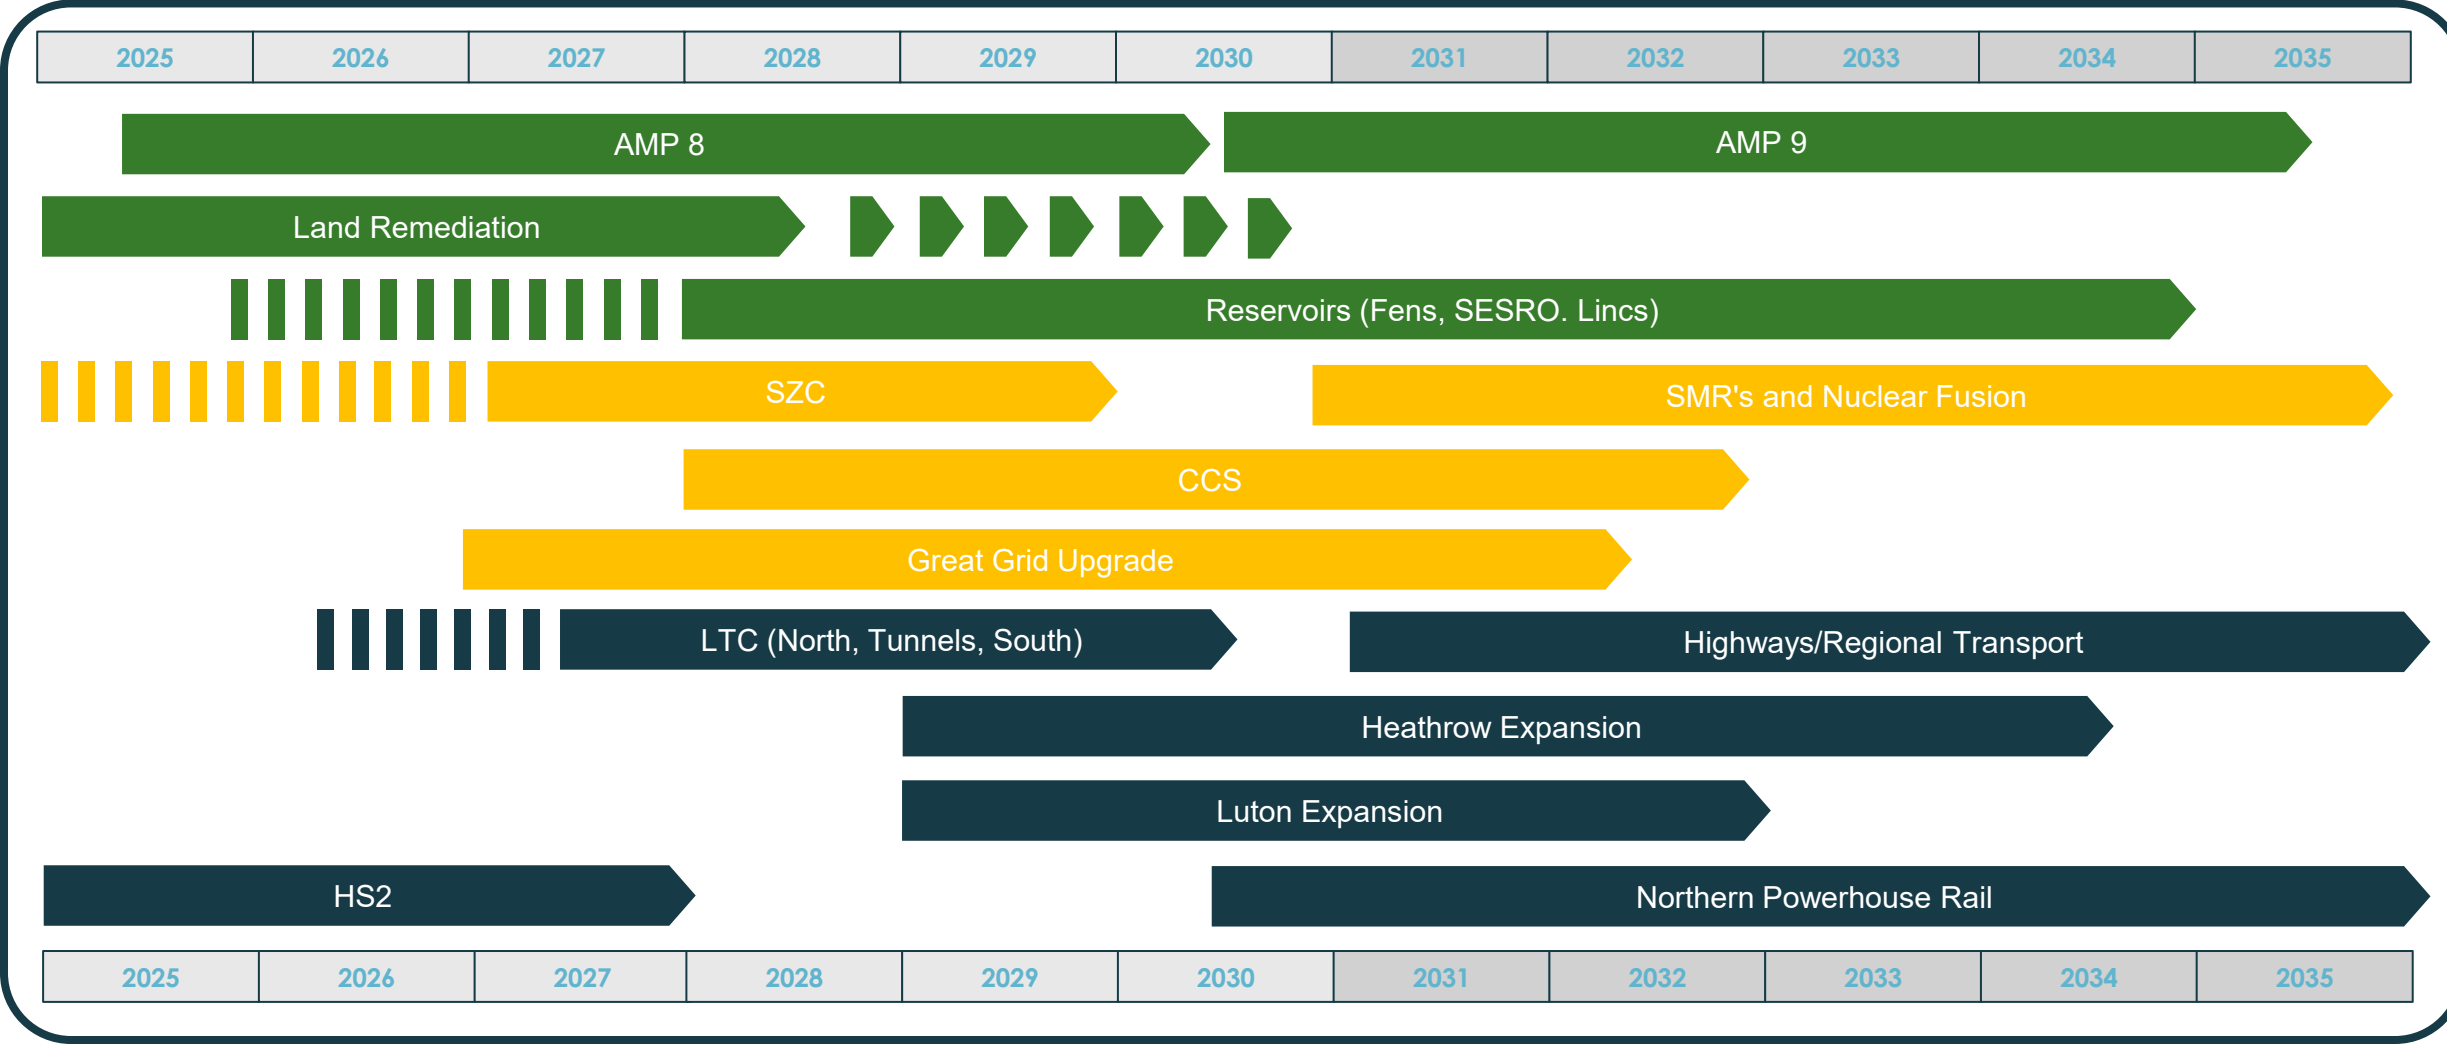 2025 2026 2027 2028 2029 2030 2031 2032 2033 2034 2035
AMP 8 AMP 9
Land Remediation
Reservoirs (Fens, SESRO. Lincs)
SZC SMR's and Nuclear Fusion
CCS
Great Grid Upgrade
LTC (North, Tunnels, South) Highways/Regional Transport
Heathrow Expansion
Luton Expansion
HS2 Northern Powerhouse Rail
2025 2026 2027 2028 2029 2030 2031 2032 2033 2034 2035